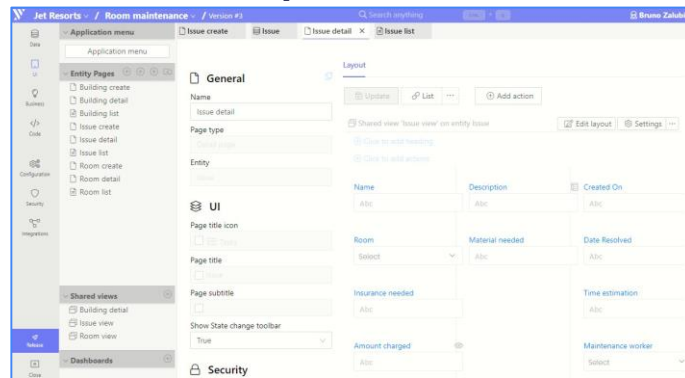 Jet Resorts / Room maintenance / Version #3
Search anything
Bruno Zalub
Data
UI
Business
Code
Configuration
Security
Integrations
Release
Close
Application menu
Application menu
Entity Pages
Building create
Building detail
Building list
Issue create
Issue detail
Issue list
Room create
Room detail
Room list
Shared views
Building detail
Issue view
Room view
Dashboards
Issue create
Issue
Issue detail
Issue list
General
Name
Issue detail
Page type
Entity
UI
Page title icon
Page title
Page subtitle
Show State change toolbar
True
Security
Layout
Update
List
Add action
Shared view 'Issue view' on entity Issue
Edit layout
Settings
Click to add heading
Click to add actions
Name
Description
Created On
Abc
Abc
Abc
Room
Material needed
Date Resolved
Select
Abc
Abc
Insurance needed
Time estimation
Abc
Abc
Amount charged
Maintenance worker
Abc
Select